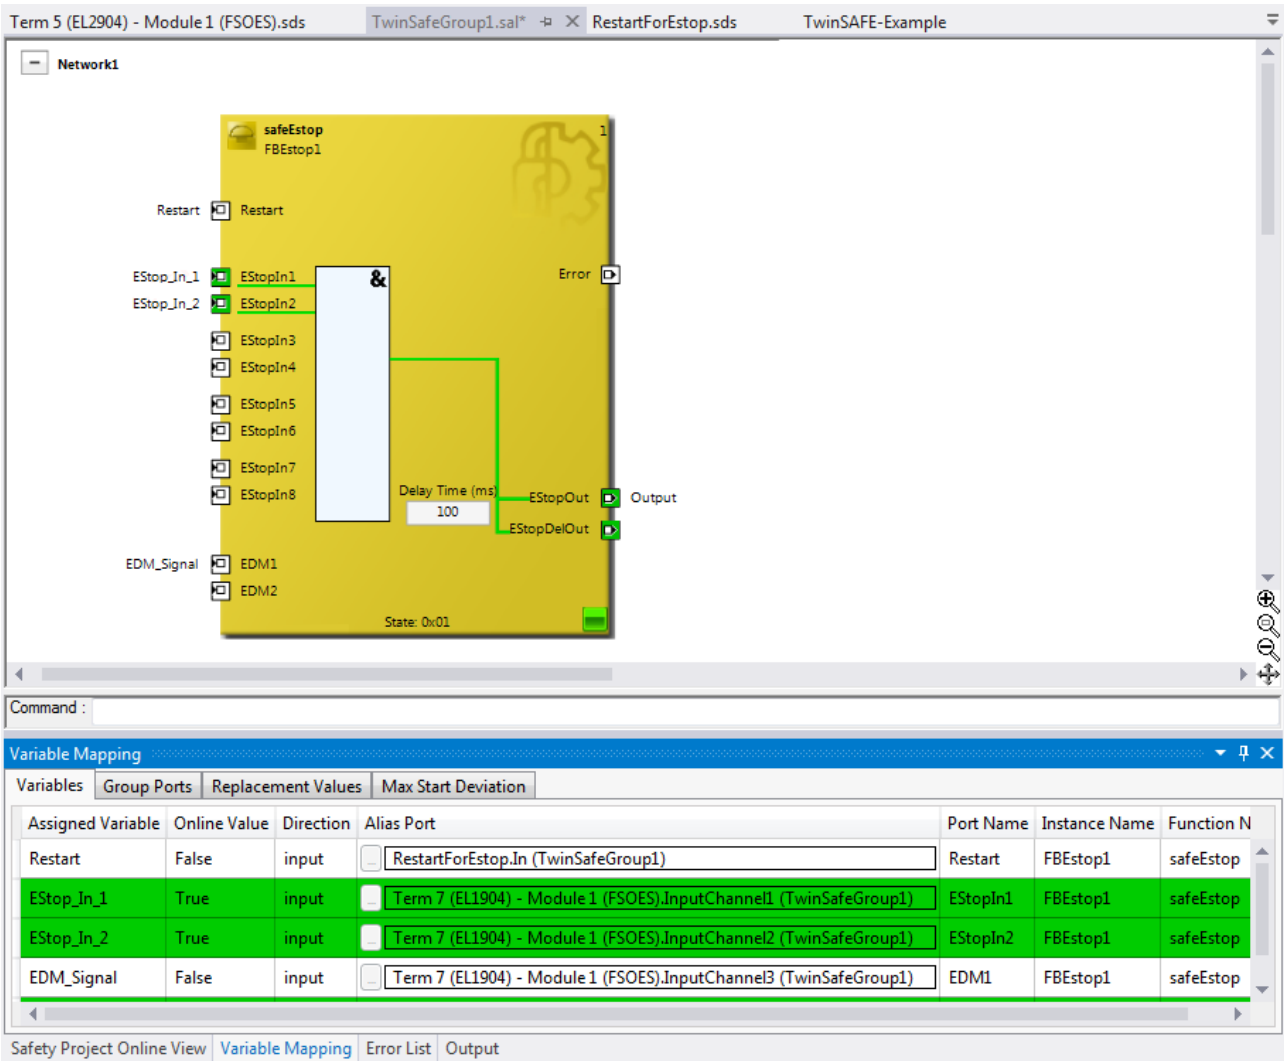 Term 5 (EL2904) - Module 1 (FSOES).sds TwinSafeGroup1.sal* RestartForEstop.sds TwinSAFE-Example
Network1
safeEstop 1
FBEstop1
Restart Restart
EStop_In_1 EStopIn1 & Error
EStop_In_2 EStopIn2
EStopIn3
EStopIn4
EStopIn5
EStopIn6
EStopIn7
EStopIn8 Delay Time (ms) EStopOut Output
100
EStopDelOut
EDM_Signal EDM1
EDM2
State: 0x01
Command :
Variable Mapping
Variables Group Ports Replacement Values Max Start Deviation
Assigned Variable Online Value Direction Alias Port Port Name Instance Name Function N
Restart False input ... RestartForEstop.In (TwinSafeGroup1) Restart FBEstop1 safeEstop
EStop_In_1 True input ... Term 7 (EL1904) - Module 1 (FSOES).InputChannel1 (TwinSafeGroup1) EStopIn1 FBEstop1 safeEstop
EStop_In_2 True input ... Term 7 (EL1904) - Module 1 (FSOES).InputChannel2 (TwinSafeGroup1) EStopIn2 FBEstop1 safeEstop
EDM_Signal False input ... Term 7 (EL1904) - Module 1 (FSOES).InputChannel3 (TwinSafeGroup1) EDM1 FBEstop1 safeEstop
Safety Project Online View Variable Mapping Error List Output